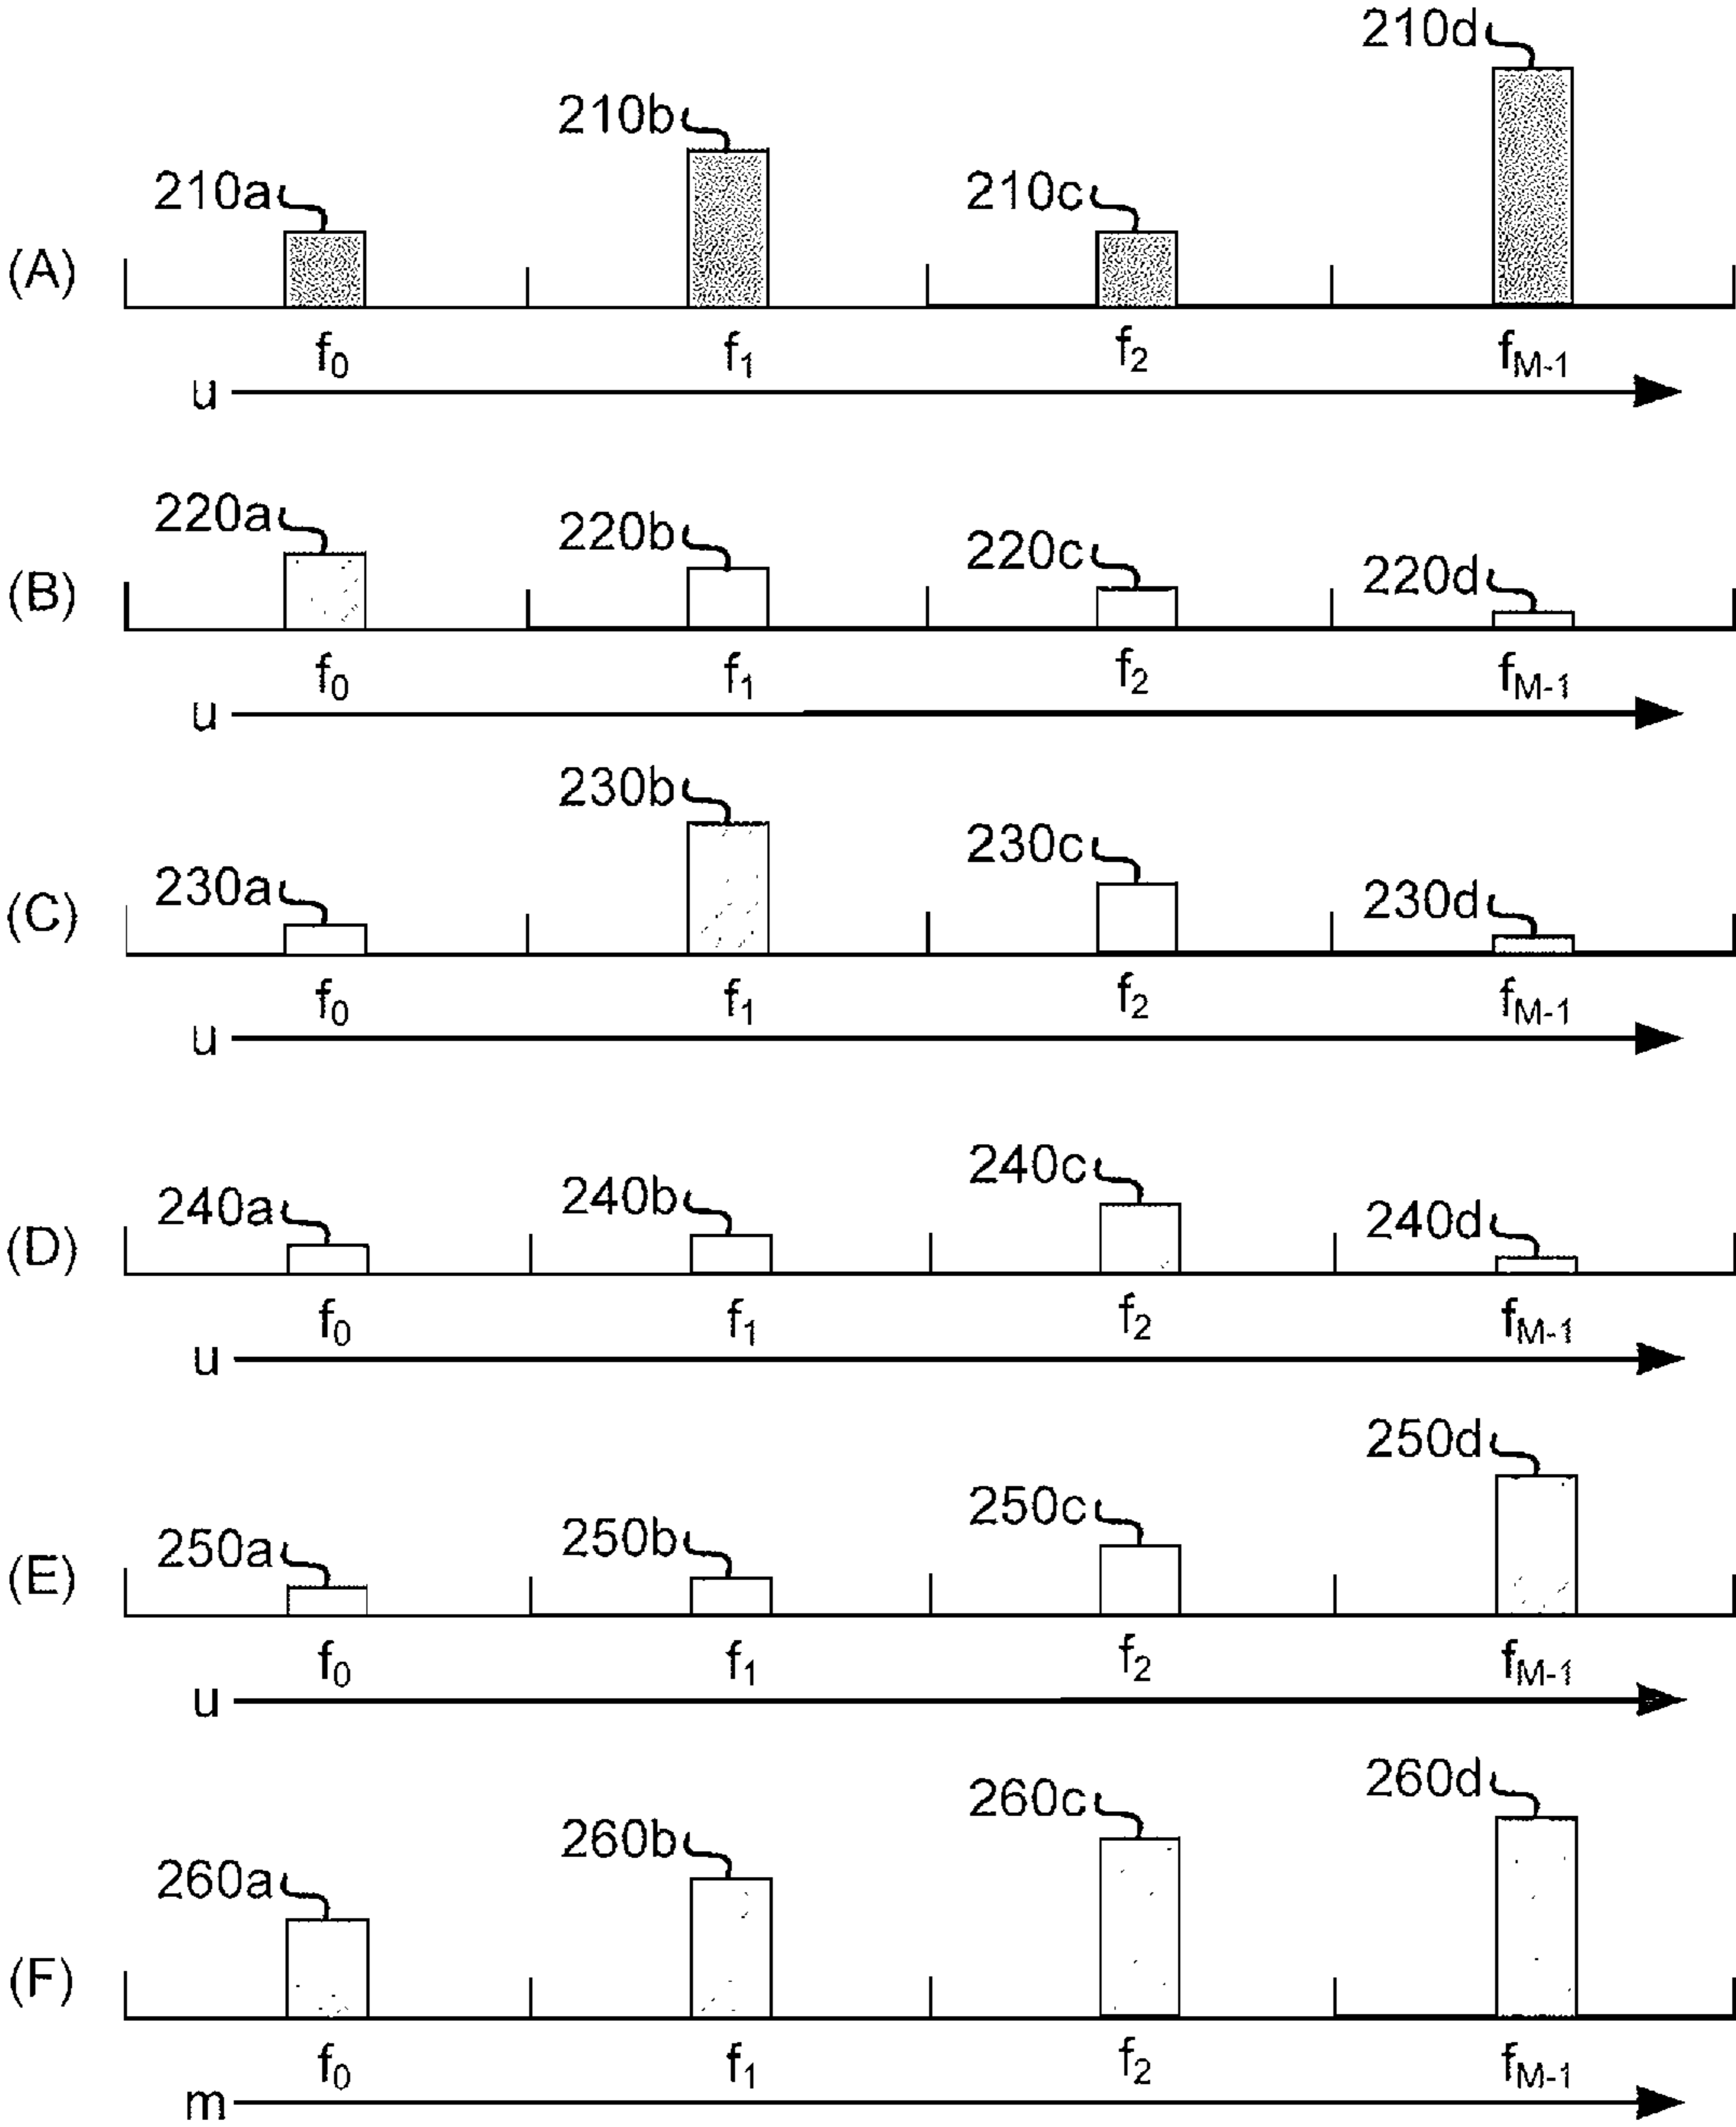 210d
210b
210a 210c
(A)
f0 f1 f2 fM-1
u
220a 220b 220c 220d
(B)
f0 f1 f2 fM-1
u
230b
230c
230a 230d
(C)
f0 f1 f2 fM-1
u
240c
240a 240b 240d
(D)
f0 f1 f2 fM-1
u
250d
250c
250a 250b
(E)
f0 f1 f2 fM-1
u
260d
260c
260b
260a
(F)
f0 f1 f2 fM-1
m